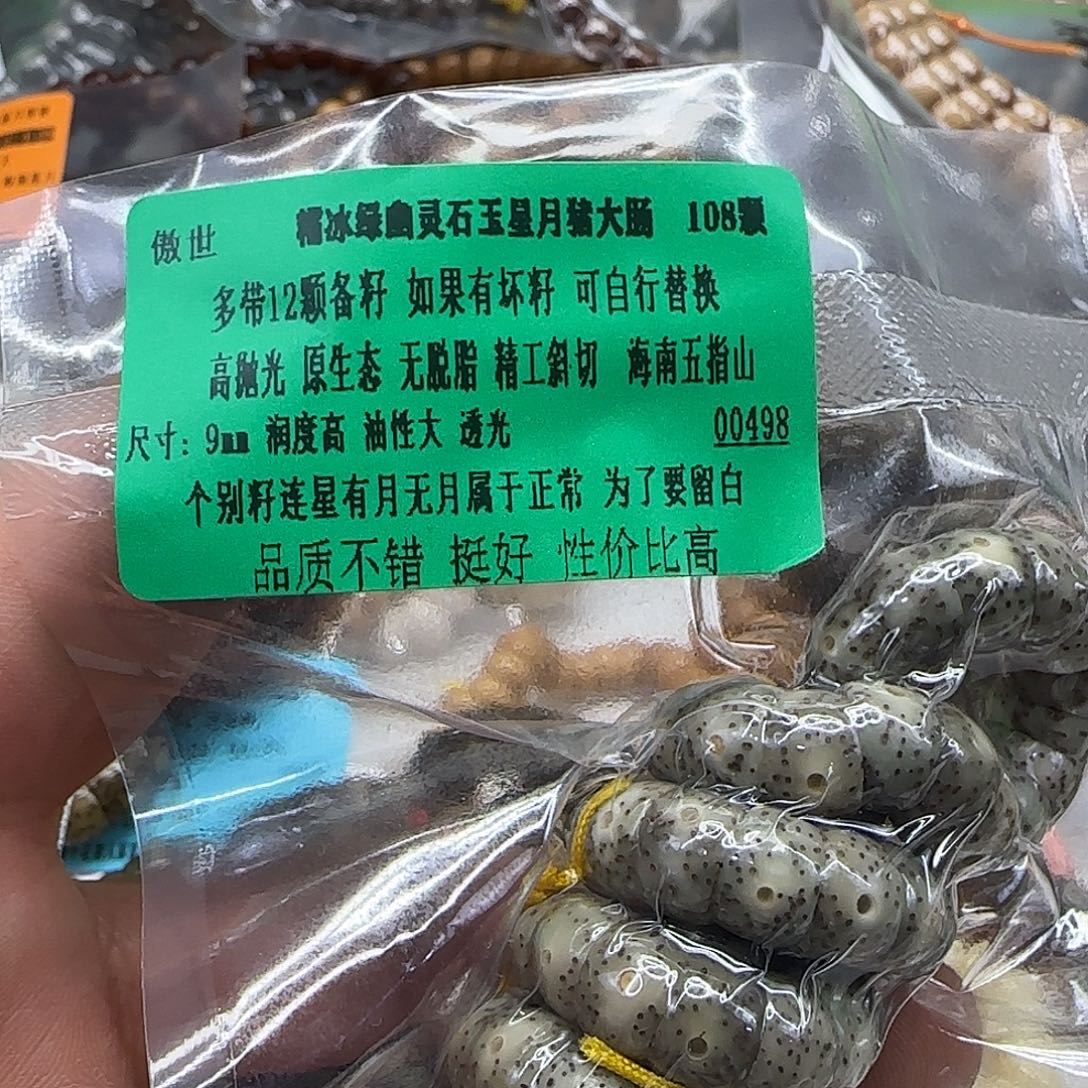 傲世 糯冰绿幽灵石玉星月猪大肠 108颗
多带12颗备籽 如果有坏籽 可自行替换
高抛光 原生态 无脱脂 精工斜切 海南五指山
尺寸：9mm 润度高 油性大 透光 00498
个别籽连星有月无月属于正常 为了要留白
品质不错 挺好 性价比高